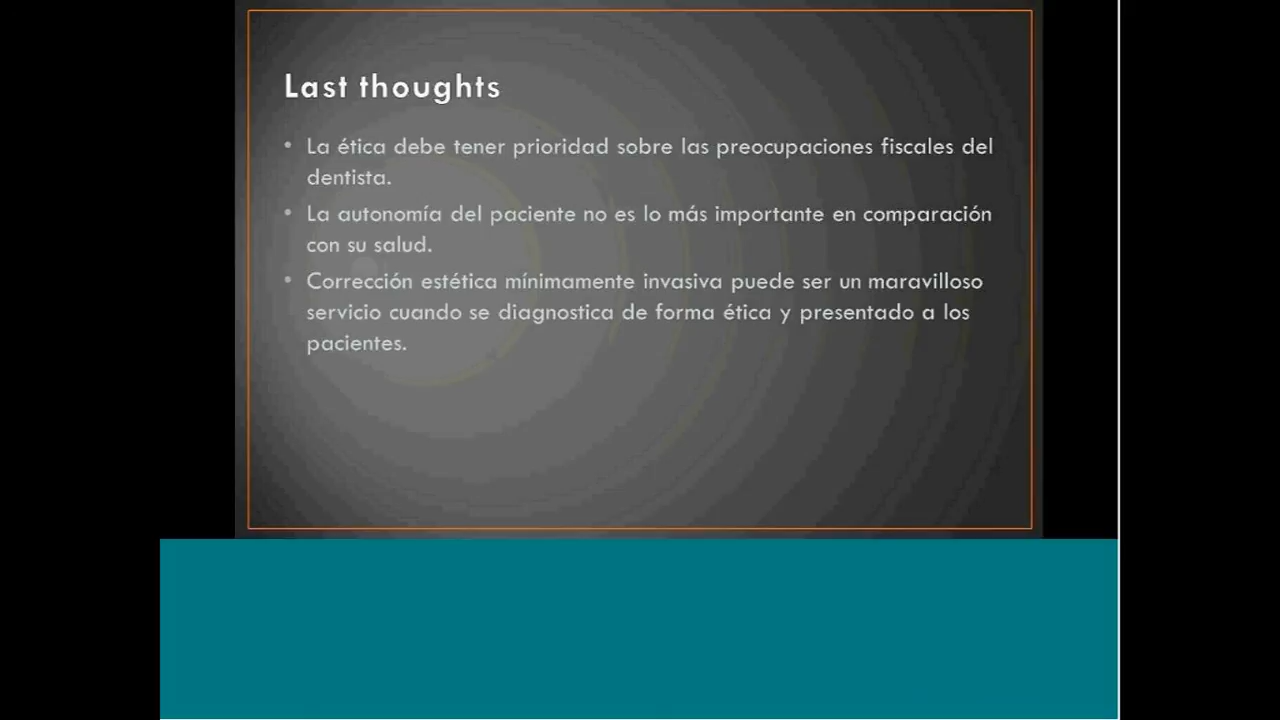 Last thoughts
• La ética debe tener prioridad sobre las preocupaciones fiscales del
dentista.
• La autonomía del paciente no es lo más importante en comparación
con su salud.
• Corrección estética mínimamente invasiva puede ser un maravilloso
servicio cuando se diagnostica de forma ética y presentado a los
pacientes.